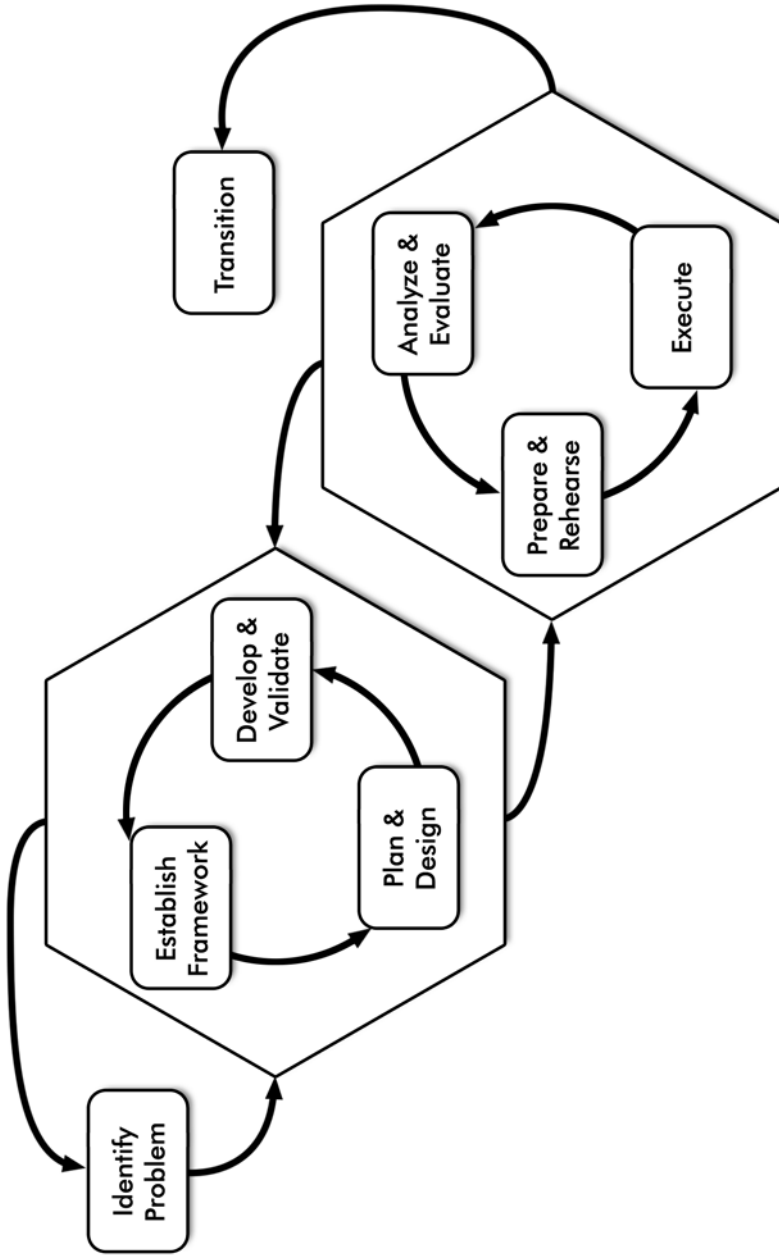 Identify
Problem
Establish
Framework
Plan &
Design
Develop &
Validate
Prepare &
Rehearse
Execute
Analyze &
Evaluate
Transition